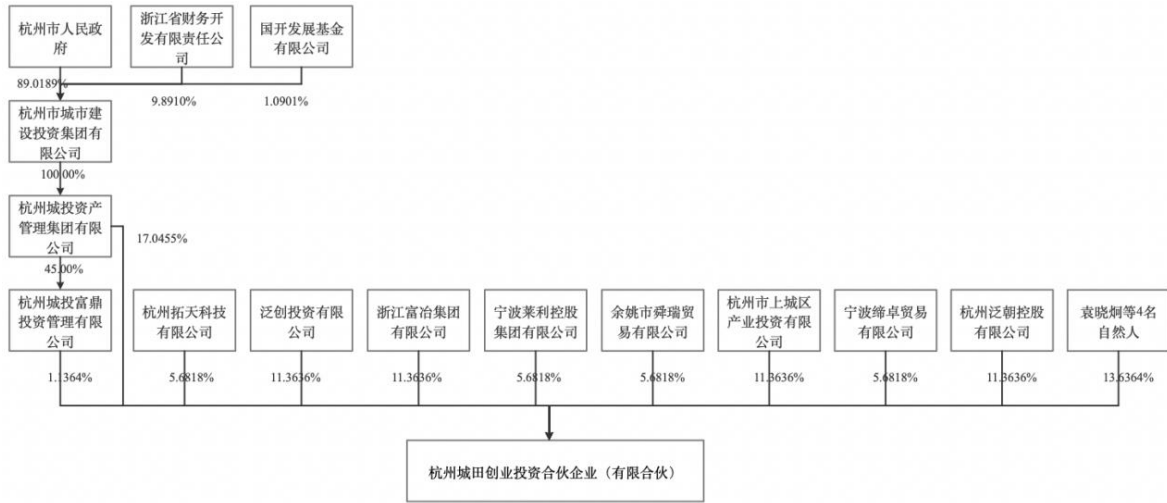 杭州市人民政
府
浙江省财务开
发有限责任公
司
国开发展基金
有限公司
89.0189%
9.8910%
1.0901%
杭州市城市建
设投资集团有
限公司
100.00%
杭州城投资产
管理集团有限
公司
17.0455%
45.00%
杭州城投富鼎
投资管理有限
公司
杭州拓天科技
有限公司
泛创投资有限
公司
浙江富冶集团
有限公司
宁波莱利控股
集团有限公司
余姚市舜瑞贸
易有限公司
杭州市上城区
产业投资有限
公司
宁波缔卓贸易
有限公司
杭州泛朝控股
有限公司
袁晓炯等4名
自然人
1.1364%
5.6818%
11.3636%
11.3636%
5.6818%
5.6818%
11.3636%
5.6818%
11.3636%
13.6364%
杭州城田创业投资合伙企业（有限合伙）